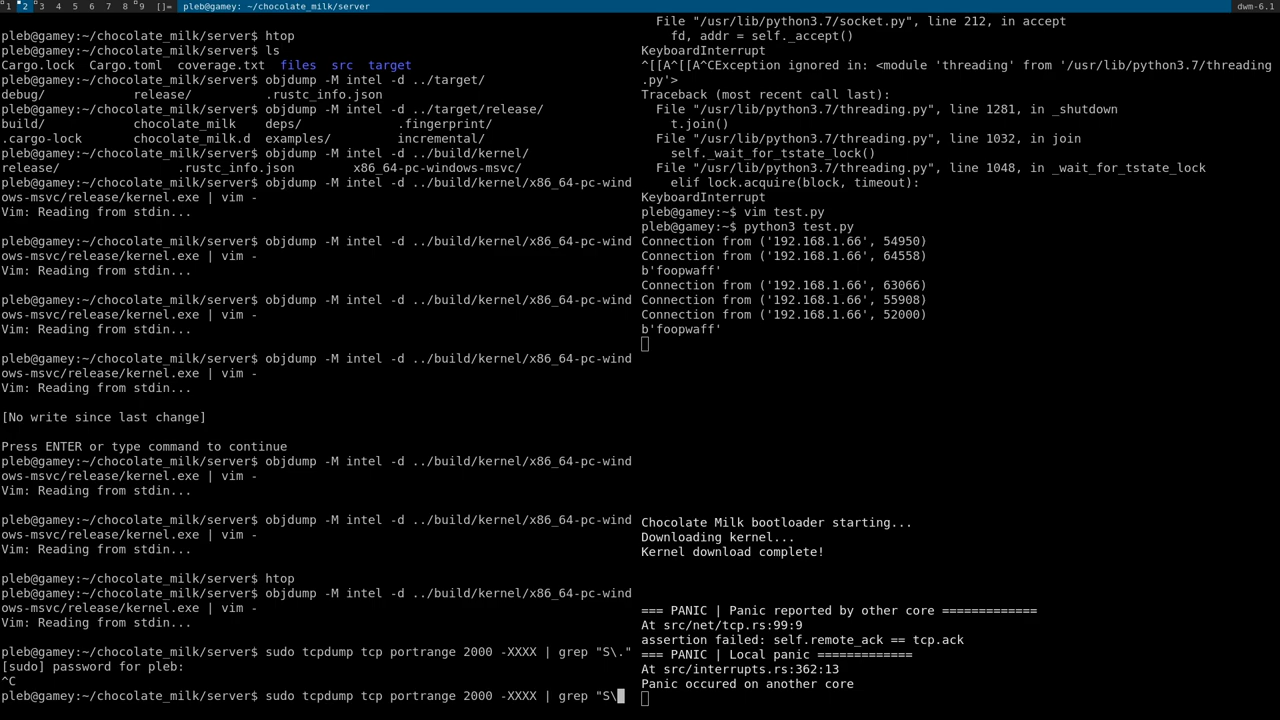 1 2 3 4 5 6 7 8 9 []= pleb@gamey: ~/chocolate_milk/server dwm-6.1
pleb@gamey:~/chocolate_milk/server$ htop
pleb@gamey:~/chocolate_milk/server$ ls
Cargo.lock  Cargo.toml  coverage.txt  files  src  target
pleb@gamey:~/chocolate_milk/server$ objdump -M intel -d ../target/
debug/            release/          .rustc_info.json
pleb@gamey:~/chocolate_milk/server$ objdump -M intel -d ../target/release/
build/            chocolate_milk    deps/             .fingerprint/
.cargo-lock       chocolate_milk.d  examples/         incremental/
pleb@gamey:~/chocolate_milk/server$ objdump -M intel -d ../build/kernel/
release/                .rustc_info.json        x86_64-pc-windows-msvc/
pleb@gamey:~/chocolate_milk/server$ objdump -M intel -d ../build/kernel/x86_64-pc-wind
ows-msvc/release/kernel.exe | vim -
Vim: Reading from stdin...
pleb@gamey:~/chocolate_milk/server$ objdump -M intel -d ../build/kernel/x86_64-pc-wind
ows-msvc/release/kernel.exe | vim -
Vim: Reading from stdin...
pleb@gamey:~/chocolate_milk/server$ objdump -M intel -d ../build/kernel/x86_64-pc-wind
ows-msvc/release/kernel.exe | vim -
Vim: Reading from stdin...
pleb@gamey:~/chocolate_milk/server$ objdump -M intel -d ../build/kernel/x86_64-pc-wind
ows-msvc/release/kernel.exe | vim -
Vim: Reading from stdin...
[No write since last change]
Press ENTER or type command to continue
pleb@gamey:~/chocolate_milk/server$ objdump -M intel -d ../build/kernel/x86_64-pc-wind
ows-msvc/release/kernel.exe | vim -
Vim: Reading from stdin...
pleb@gamey:~/chocolate_milk/server$ objdump -M intel -d ../build/kernel/x86_64-pc-wind
ows-msvc/release/kernel.exe | vim -
Vim: Reading from stdin...
pleb@gamey:~/chocolate_milk/server$ htop
pleb@gamey:~/chocolate_milk/server$ objdump -M intel -d ../build/kernel/x86_64-pc-wind
ows-msvc/release/kernel.exe | vim -
Vim: Reading from stdin...
pleb@gamey:~/chocolate_milk/server$ sudo tcpdump tcp portrange 2000 -XXXX | grep "S\."
[sudo] password for pleb:
^C
pleb@gamey:~/chocolate_milk/server$ sudo tcpdump tcp portrange 2000 -XXXX | grep "S\
File "/usr/lib/python3.7/socket.py", line 212, in accept
fd, addr = self._accept()
KeyboardInterrupt
^[[A^[[A^CException ignored in: <module 'threading' from '/usr/lib/python3.7/threading
.py'>
Traceback (most recent call last):
File "/usr/lib/python3.7/threading.py", line 1281, in _shutdown
t.join()
File "/usr/lib/python3.7/threading.py", line 1032, in join
self._wait_for_tstate_lock()
File "/usr/lib/python3.7/threading.py", line 1048, in _wait_for_tstate_lock
elif lock.acquire(block, timeout):
KeyboardInterrupt
pleb@gamey:~$ vim test.py
pleb@gamey:~$ python3 test.py
Connection from ('192.168.1.66', 54950)
Connection from ('192.168.1.66', 64558)
b'foopwaff'
Connection from ('192.168.1.66', 63066)
Connection from ('192.168.1.66', 55908)
Connection from ('192.168.1.66', 52000)
b'foopwaff'
Chocolate Milk bootloader starting...
Downloading kernel...
Kernel download complete!
=== PANIC | Panic reported by other core =============
At src/net/tcp.rs:99:9
assertion failed: self.remote_ack == tcp.ack
=== PANIC | Local panic =============
At src/interrupts.rs:362:13
Panic occured on another core